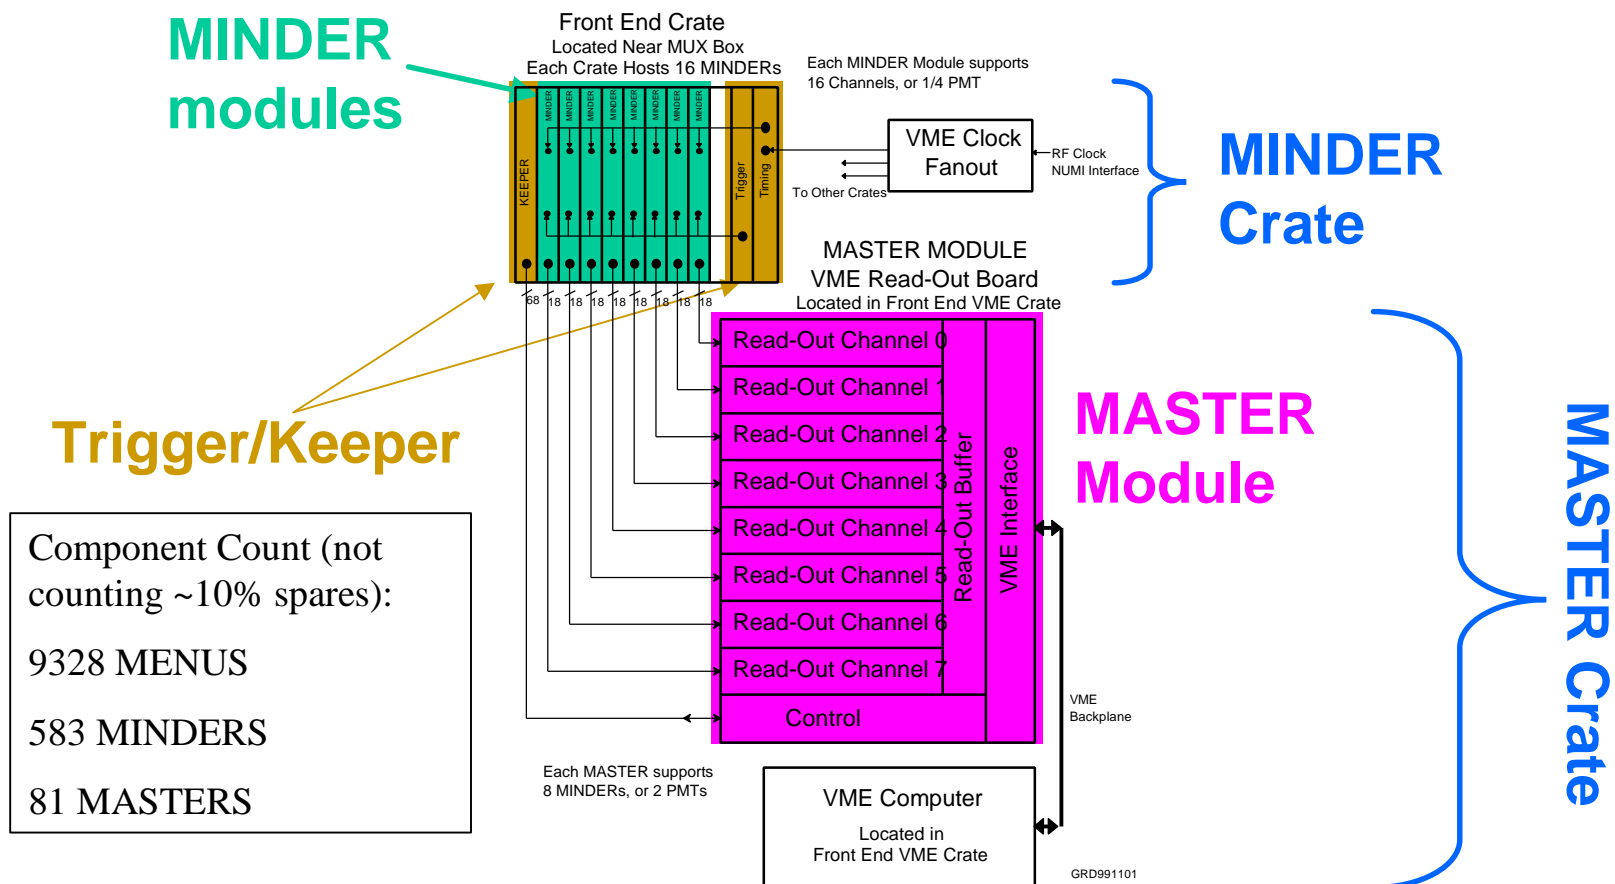 MINDER
modules
Front End Crate
Located Near MUX Box
Each Crate Hosts 16 MINDERs
Each MINDER Module supports
16 Channels, or 1/4 PMT
KEEPER
MINDER
MINDER
MINDER
MINDER
MINDER
MINDER
MINDER
MINDER
Trigger
Timing
VME Clock
Fanout
RF Clock
NUMI Interface
To Other Crates
MINDER
Crate
68
18
18
18
18
18
18
18
18
MASTER MODULE
VME Read-Out Board
Located in Front End VME Crate
Read-Out Channel 0
Read-Out Channel 1
Read-Out Channel 2
Read-Out Channel 3
Read-Out Channel 4
Read-Out Channel 5
Read-Out Channel 6
Read-Out Channel 7
Control
Read-Out Buffer
VME Interface
MASTER
Module
MASTER Crate
Trigger/Keeper
Component Count (not
counting ~10% spares):
9328 MENUS
583 MINDERS
81 MASTERS
VME
Backplane
Each MASTER supports
8 MINDERs, or 2 PMTs
VME Computer
Located in
Front End VME Crate
GRD991101